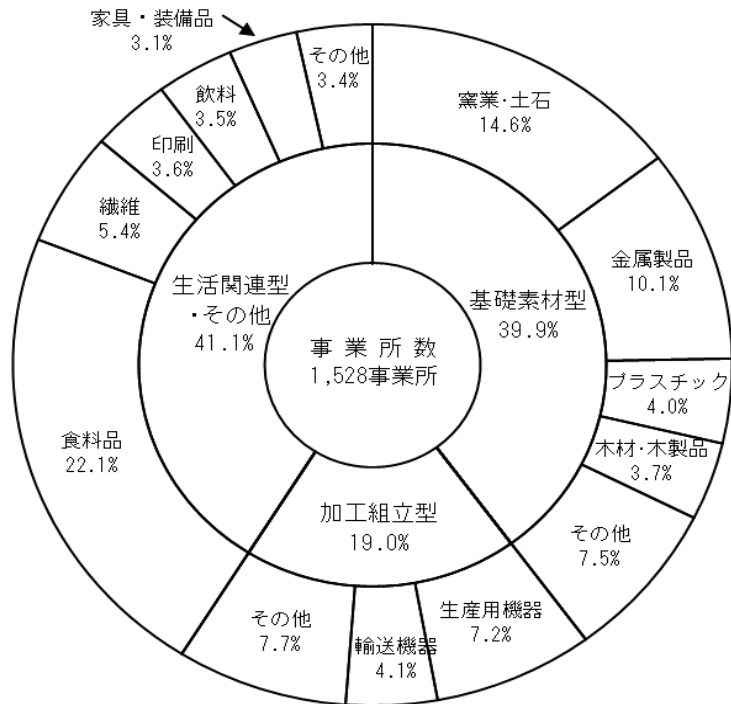 家具・装備品
3.1%
その他
3.4%
窯業・土石
14.6%
金属製品
10.1%
プラスチック
4.0%
木材・木製品
3.7%
その他
7.5%
生産用機器
7.2%
輸送機器
4.1%
その他
7.7%
食料品
22.1%
繊維
5.4%
印刷
3.6%
飲料
3.5%
生活関連型
・その他
41.1%
基礎素材型
39.9%
加工組立型
19.0%
事業所数
1,528事業所